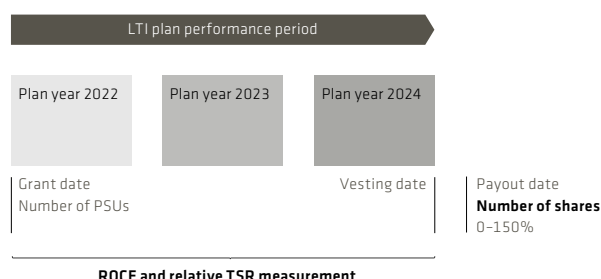 LTI plan performance period
Plan year 2022
Plan year 2023
Plan year 2024
Grant date
Number of PSUs
Vesting date
Payout date
Number of shares
0–150%
ROCE and relative TSR measurement